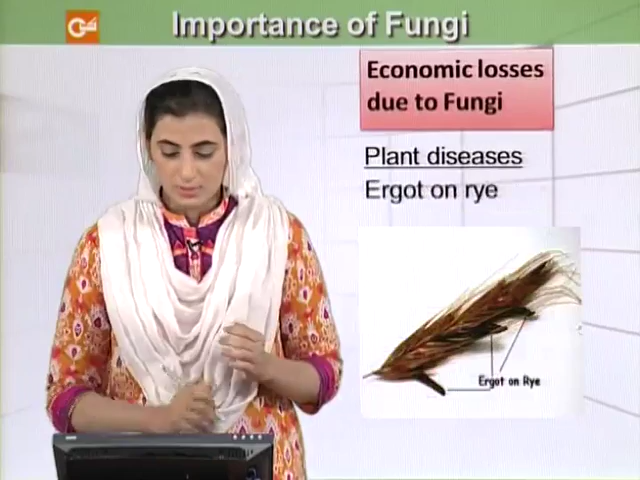 Importance of Fungi
Economic losses
due to Fungi
Plant diseases
Ergot on rye
Ergot on Rye